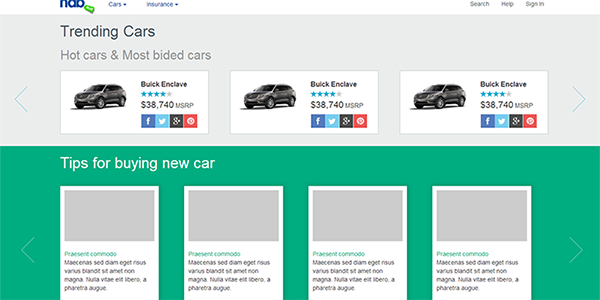 nab
Cars Insurance Search Help Sign In
Trending Cars
Hot cars & Most bided cars
Buick Enclave
$38,740 MSRP
Buick Enclave
$38,740 MSRP
Buick Enclave
$38,740 MSRP
Tips for buying new car
Praesent commodo
Maecenas sed diam eget risus
varius blandit sit amet non
magna. Nulla vitae elit libero, a
pharetra augue.
Praesent commodo
Maecenas sed diam eget risus
varius blandit sit amet non
magna. Nulla vitae elit libero, a
pharetra augue.
Praesent commodo
Maecenas sed diam eget risus
varius blandit sit amet non
magna. Nulla vitae elit libero, a
pharetra augue.
Praesent commodo
Maecenas sed diam eget risus
varius blandit sit amet non
magna. Nulla vitae elit libero, a
pharetra augue.